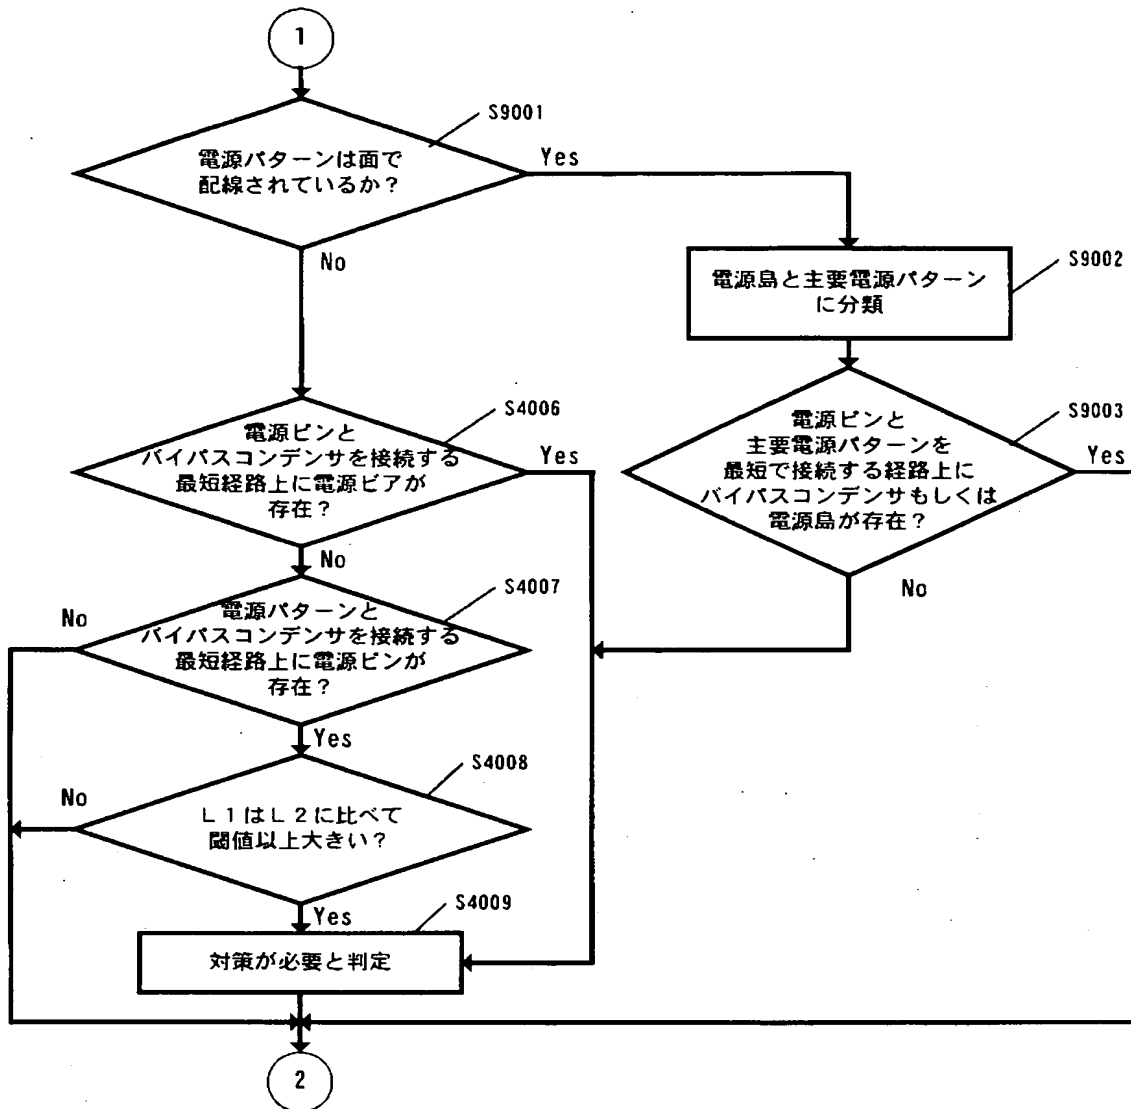 1
S9001
電源パターンは面で
配線されているか？
Yes
No
S9002
電源島と主要電源パターン
に分類
S4006
電源ピンと
バイパスコンデンサを接続する
最短経路上に電源ビアが
存在？
Yes
No
S9003
電源ピンと
主要電源パターンを
最短で接続する経路上に
バイパスコンデンサもしくは
電源島が存在？
Yes
No
S4007
電源パターンと
バイパスコンデンサを接続する
最短経路上に電源ピンが
存在？
No
Yes
S4008
Ｌ１はＬ２に比べて
閾値以上大きい？
No
Yes
S4009
対策が必要と判定
2